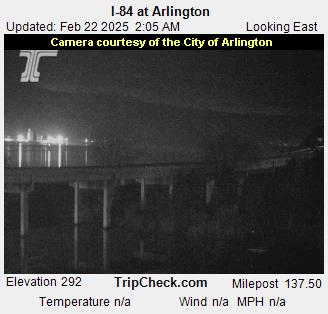 I-84 at Arlington
Updated: Feb 22 2025 2:05 AM Looking East
Camera courtesy of the City of Arlington
Elevation 292 TripCheck.com Milepost 137.50
Temperature n/a Wind n/a MPH n/a